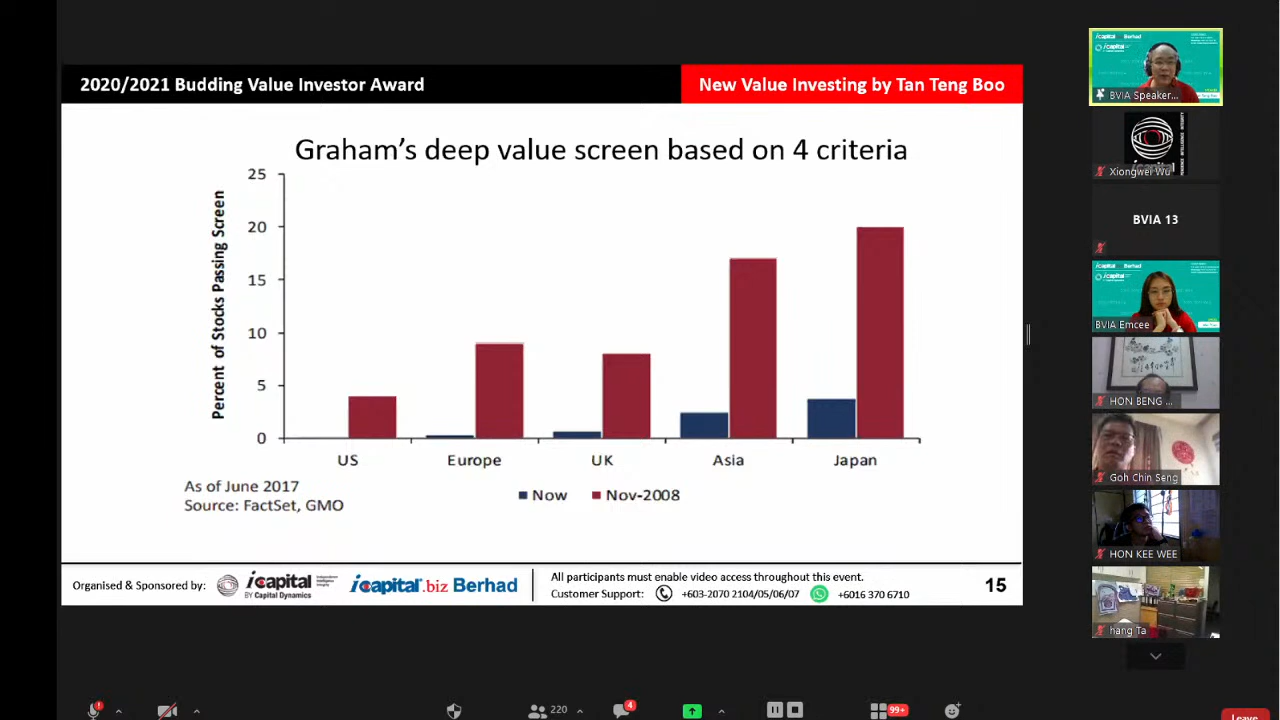 2020/2021 Budding Value Investor Award
New Value Investing by Tan Teng Boo
Graham's deep value screen based on 4 criteria
Percent of Stocks Passing Screen
25
20
15
10
5
0
US
Europe
UK
Asia
Japan
Now
Nov-2008
As of June 2017
Source: FactSet, GMO
Organised & Sponsored by:
icapital
BY Capital Dynamics
icapital.biz Berhad
All participants must enable video access throughout this event.
Customer Support:
+603-2070 2104/05/06/07
+6016 370 6710
15
BVIA Speaker...
Xiongwei Wu
BVIA 13
BVIA Emcee
HON BENG ...
Goh Chin Seng
HON KEE WEE
hang Ta
220
4
99+
Leave